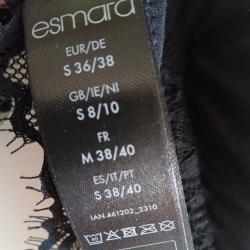 esmara
EUR/DE
S 36/38
GB/IE/NI
S 8/10
FR
M 38/40
ES/IT/PT
S 38/40
IAN 461202_2310
40